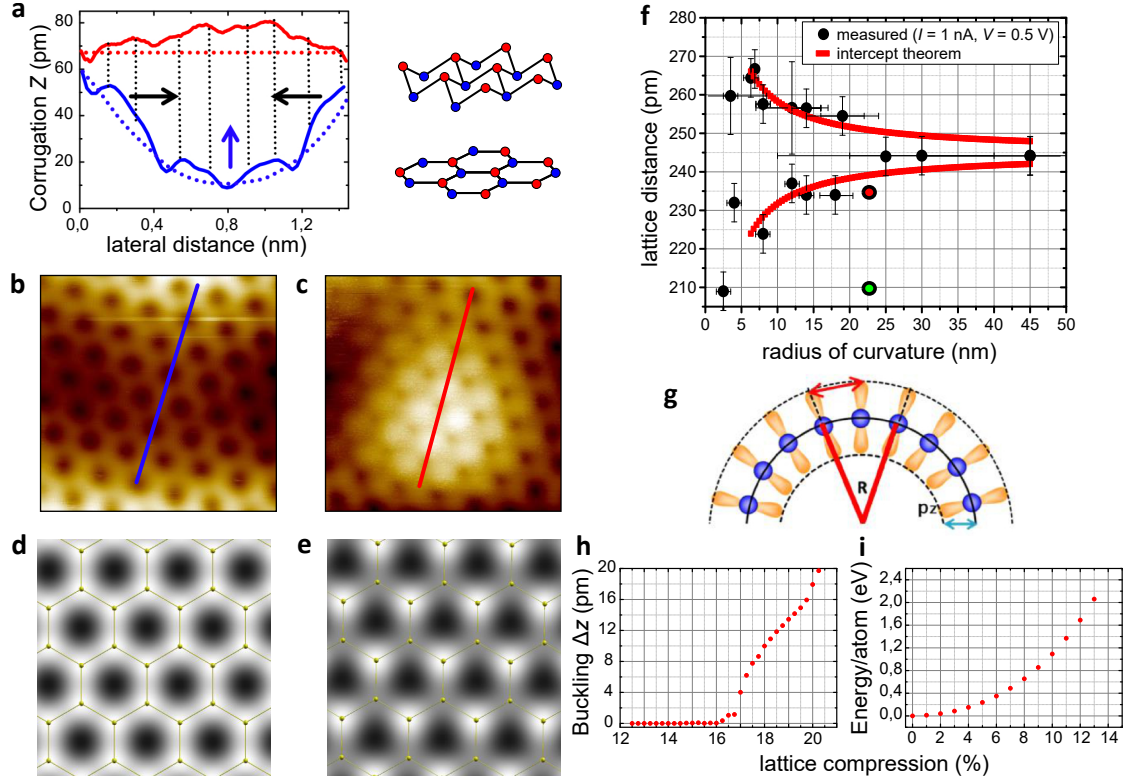 a
Corrugation Z (pm)
80
60
40
20
0
0,0 0,4 0,8 1,2
lateral distance (nm)
b
c
d
e
f
measured (I = 1 nA, V = 0.5 V)
intercept theorem
lattice distance (pm)
270
260
250
240
230
220
210
0 5 10 15 20 25 30 35 40 45 50
radius of curvature (nm)
g
R
pz
h
Buckling Δz (pm)
20
16
12
8
4
0
12 14 16 18 20
i
Energy/atom (eV)
2,4
2,0
1,6
1,2
0,8
0,4
0,0
0 2 4 6 8 10 12 14
lattice compression (%)